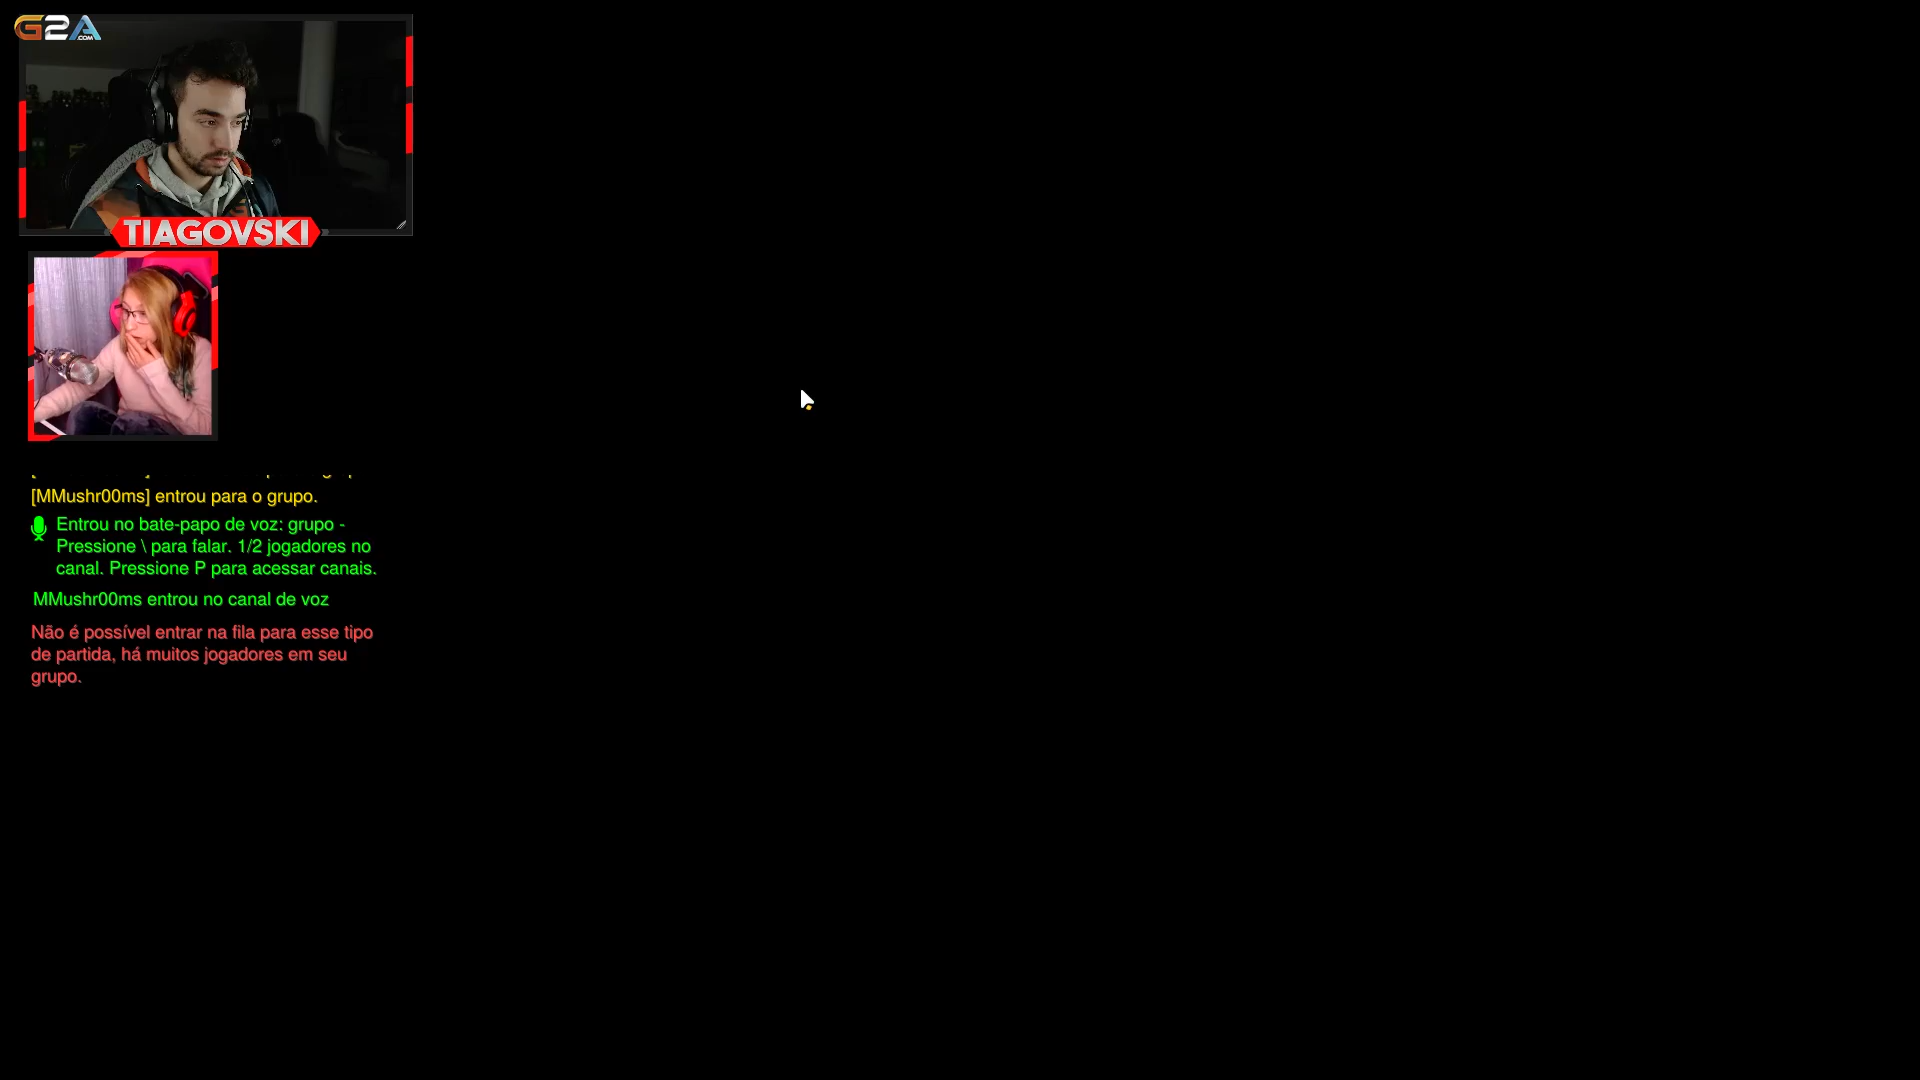 G2A
.COM
TIAGOVSKI
[MMushr00ms] entrou para o grupo.
Entrou no bate-papo de voz: grupo -
Pressione \ para falar. 1/2 jogadores no
canal. Pressione P para acessar canais.
MMushr00ms entrou no canal de voz
Não é possível entrar na fila para esse tipo
de partida, há muitos jogadores em seu
grupo.